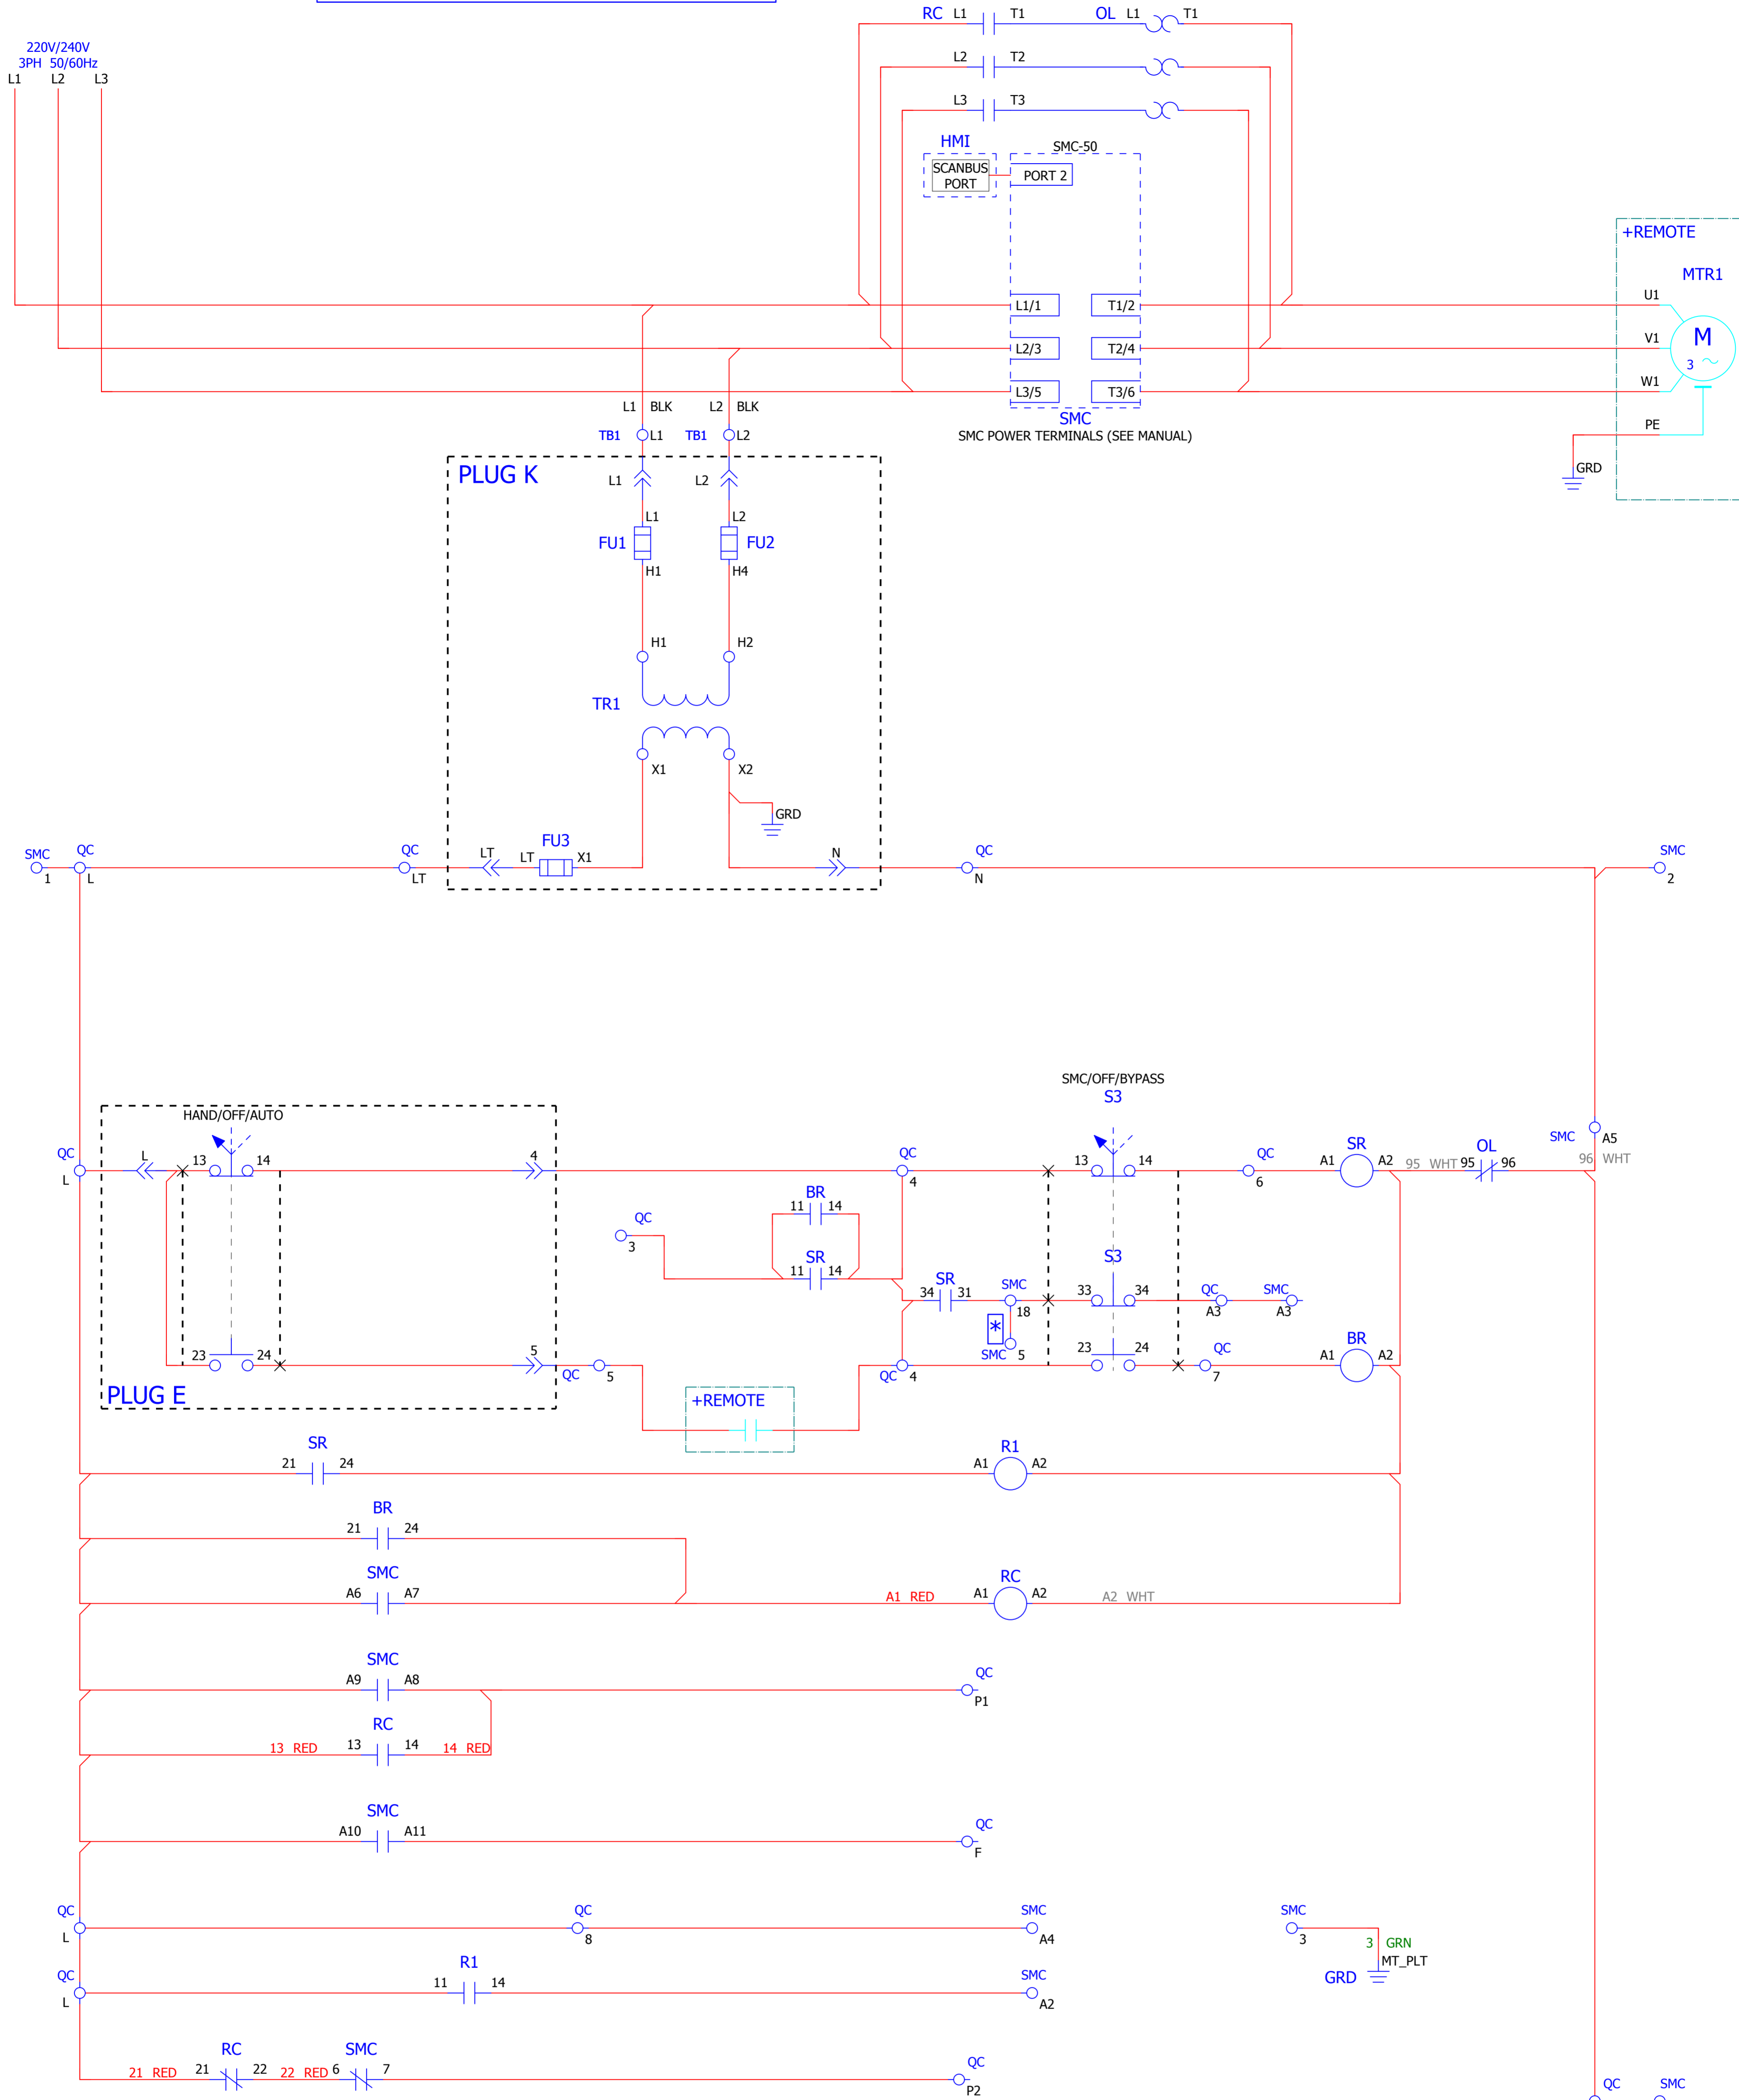 RC L1 T1 OL L1 T1
220V/240V
3PH 50/60Hz
L1 L2 L3
L2 T2
L3 T3
HMI
SMC-50
SCANBUS
PORT
PORT 2
+REMOTE
MTR1
L1/1 T1/2 U1
L2/3 T2/4 V1
M
3
L3/5 T3/6 W1
L1 BLK L2 BLK
SMC
SMC POWER TERMINALS (SEE MANUAL)
PE
TB1 L1 TB1 L2
GRD
PLUG K
L1 L2
L1 L2
FU1 FU2
H1 H4
H1 H2
TR1
X1 X2
GRD
FU3
SMC QC QC LT LT X1 N QC SMC
1 L LT N 2
SMC/OFF/BYPASS
S3
HAND/OFF/AUTO
SMC A5
QC L 13 14 4 QC 13 14 QC SR OL
A1 A2 95 WHT 95 96 96 WHT
L 4 6
BR
11 14
QC
3
SR
11 14
S3
SR
34 31 SMC 33 34 QC SMC
18 A3 A3
*
SMC 5
BR
23 24 5 23 24 QC A1 A2
QC 5 QC 4 7
PLUG E
+REMOTE
SR R1
21 24 A1 A2
BR
21 24
SMC RC
A6 A7 A1 RED A1 A2 A2 WHT
SMC
A9 A8 QC
P1
RC
13 RED 13 14 14 RED
SMC
A10 A11 QC
F
QC QC SMC SMC
L 8 A4 3
3 GRN
MT_PLT
GRD
QC R1 SMC
11 14
L A2
RC SMC
21 RED 21 22 22 RED 6 7 QC
P2
QC SMC